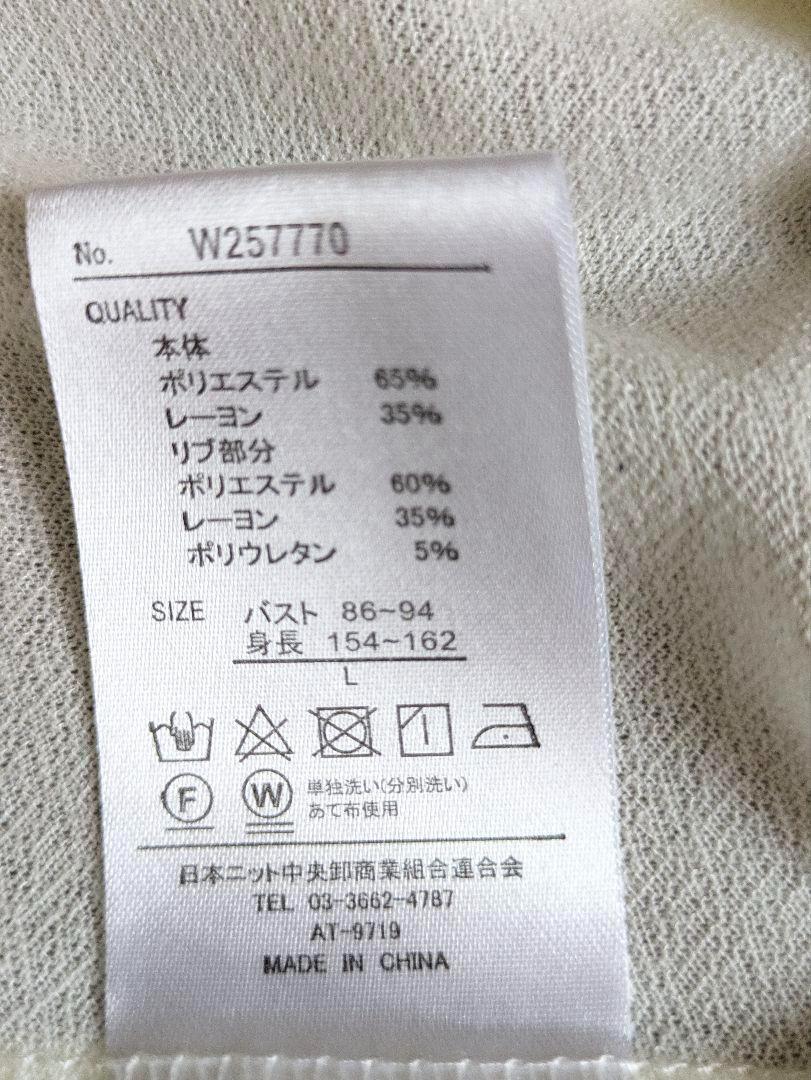 No. W257770
QUALITY
本体
ポリエステル 65%
レーヨン 35%
リブ部分
ポリエステル 60%
レーヨン 35%
ポリウレタン 5%
SIZE バスト 86~94
身長 154~162
L
F W 単独洗い(分別洗い)
あて布使用
日本ニット中央卸商業組合連合会
TEL 03-3662-4787
AT-9719
MADE IN CHINA